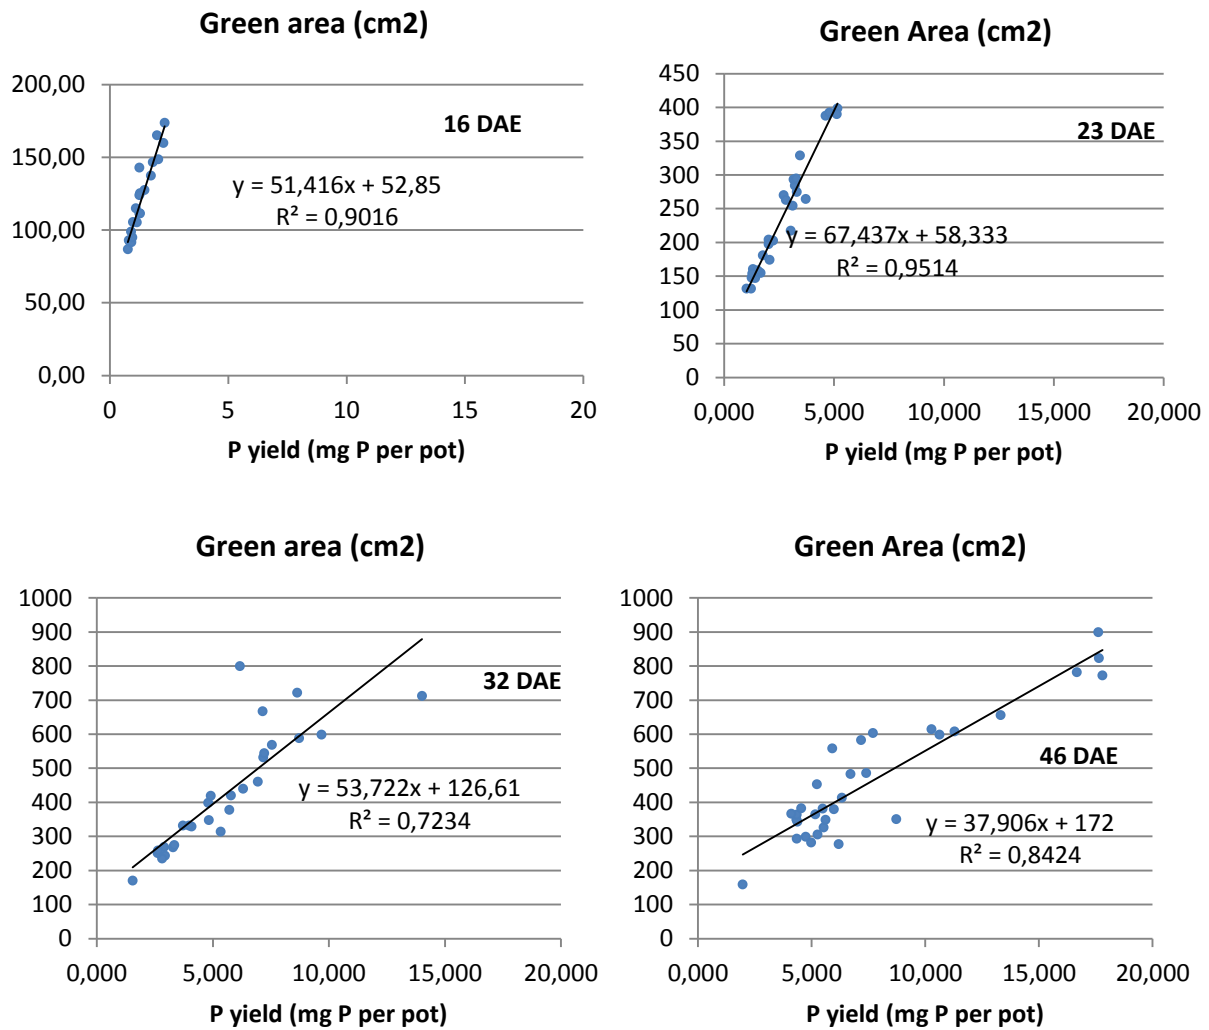 Green area (cm2)
200,00
150,00
100,00
50,00
0,00
16 DAE
y = 51,416x + 52,85
R² = 0,9016
0 5 10 15 20
P yield (mg P per pot)
Green Area (cm2)
450
400
350
300
250
200
150
100
50
0
23 DAE
y = 67,437x + 58,333
R² = 0,9514
0,000 5,000 10,000 15,000 20,000
P yield (mg P per pot)
Green area (cm2)
1000
900
800
700
600
500
400
300
200
100
0
32 DAE
y = 53,722x + 126,61
R² = 0,7234
0,000 5,000 10,000 15,000 20,000
P yield (mg P per pot)
Green Area (cm2)
1000
900
800
700
600
500
400
300
200
100
0
46 DAE
y = 37,906x + 172
R² = 0,8424
0,000 5,000 10,000 15,000 20,000
P yield (mg P per pot)